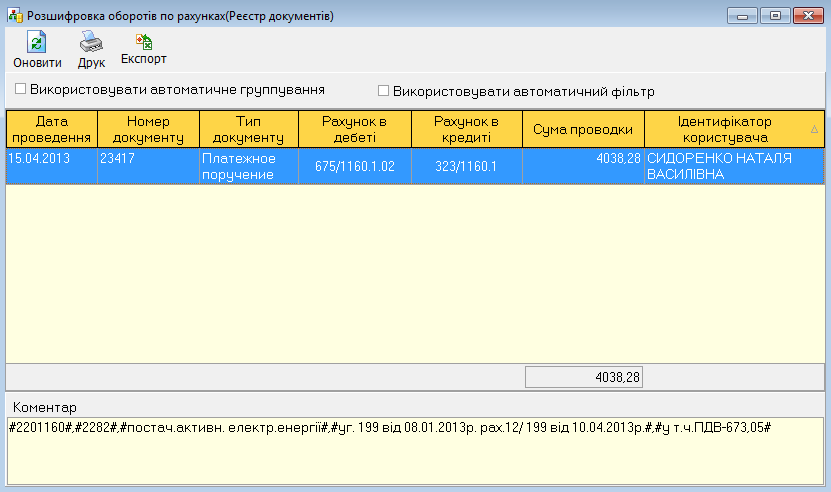 Розшифровка оборотів по рахунках(Реєстр документів)
Оновити Друк Експорт
Використовувати автоматичне группування Використовувати автоматичний фільтр
Дата проведення Номер документу Тип документу Рахунок в дебеті Рахунок в кредиті Сума проводки Ідентифікатор користувача
15.04.2013 23417 Платежное поручение 675/1160.1.02 323/1160.1 4038,28 СИДОРЕНКО НАТАЛЯ ВАСИЛІВНА
4038,28
Коментар
#2201160#,#2282#,#постач.активн. електр.енергії#,#уг. 199 від 08.01.2013р. рах.12/ 199 від 10.04.2013р.#,#у т.ч.ПДВ-673,05#